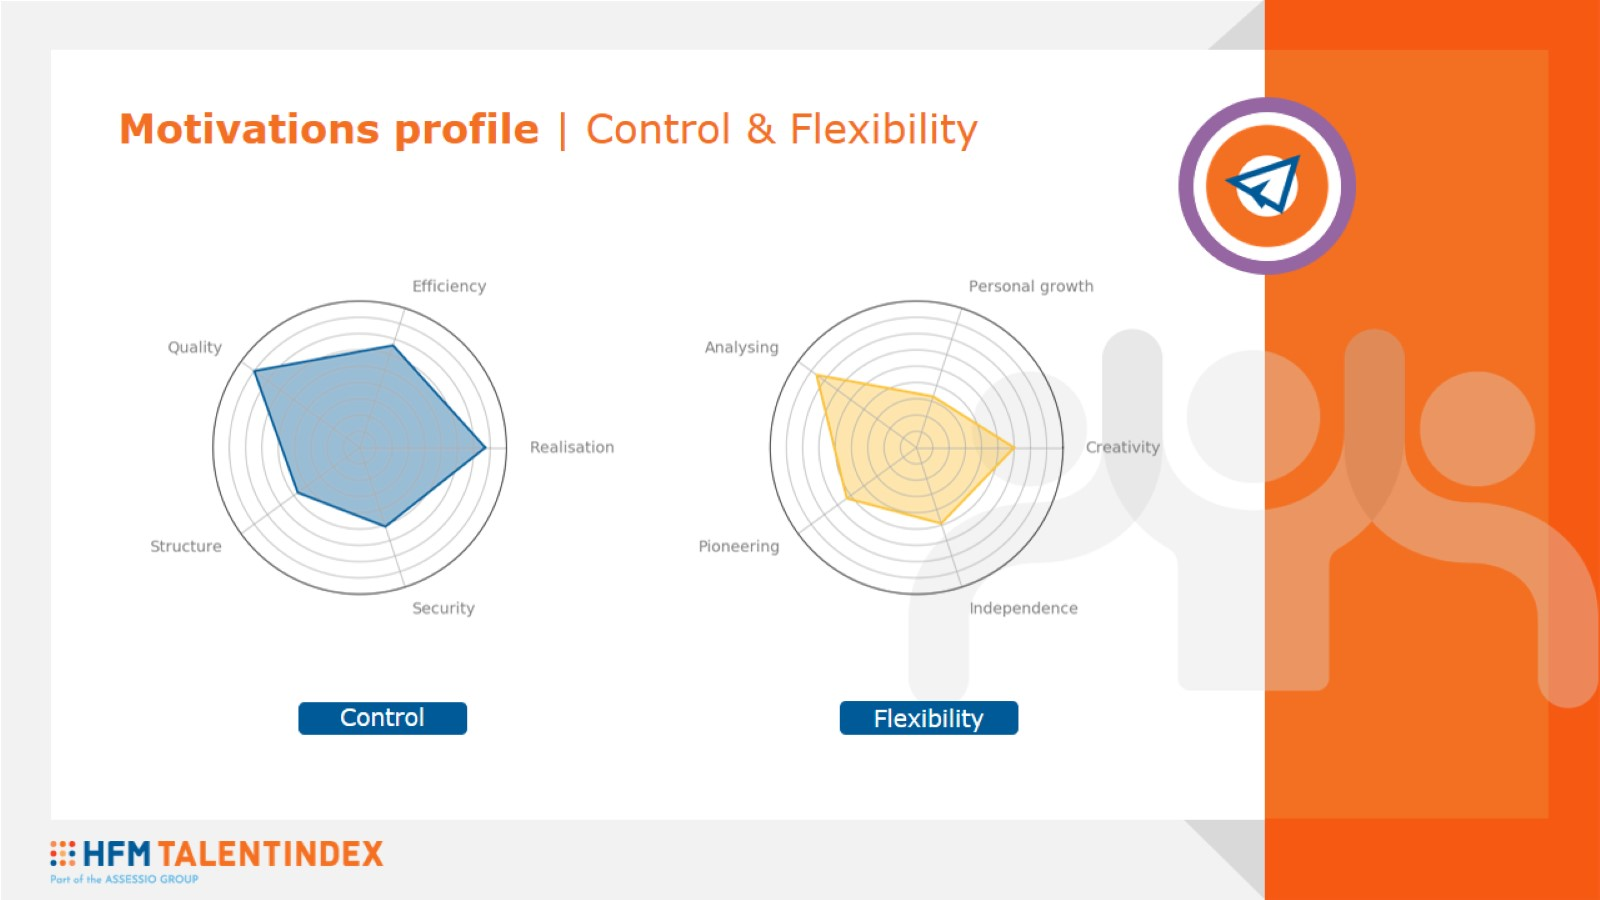 Motivations profile | Control & Flexibility
Efficiency
Quality
Realisation
Structure
Security
Control
Personal growth
Analysing
Creativity
Pioneering
Independence
Flexibility
HFM TALENTINDEX
Part of the ASSESSIO GROUP